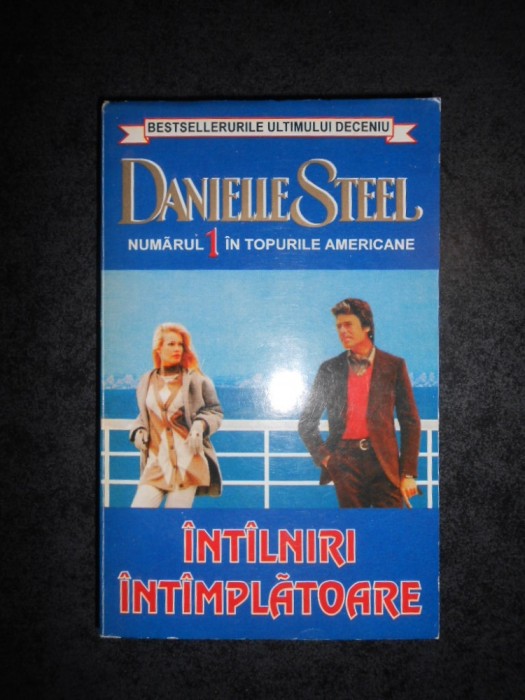 BESTSELLERURILE ULTIMULUI DECENIU
DANIELLE STEEL
NUMĂRUL 1 ÎN TOPURILE AMERICANE
ÎNTÎLNIRI
ÎNTÎMPLĂTOARE